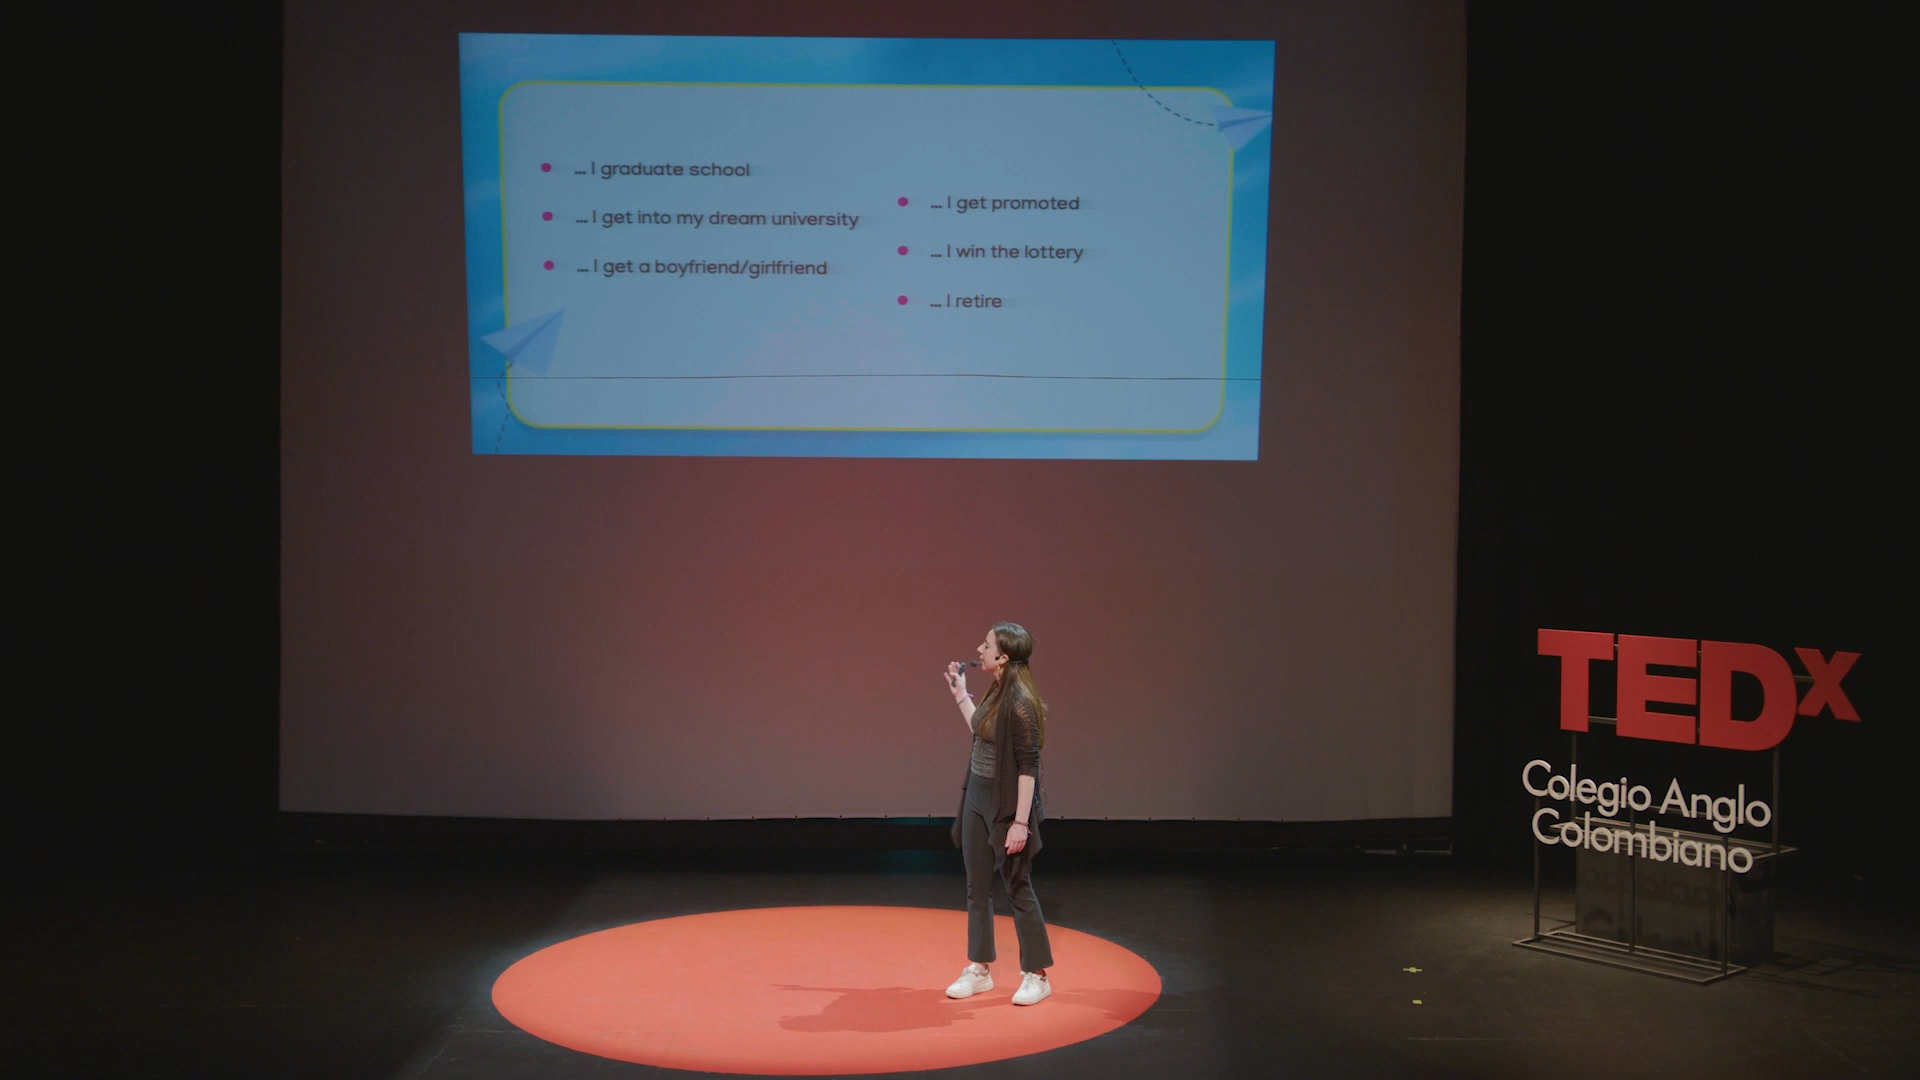 ... I graduate school
... I get into my dream university
... I get a boyfriend/girlfriend
... I get promoted
... I win the lottery
... I retire
TEDx
Colegio Anglo
Colombiano